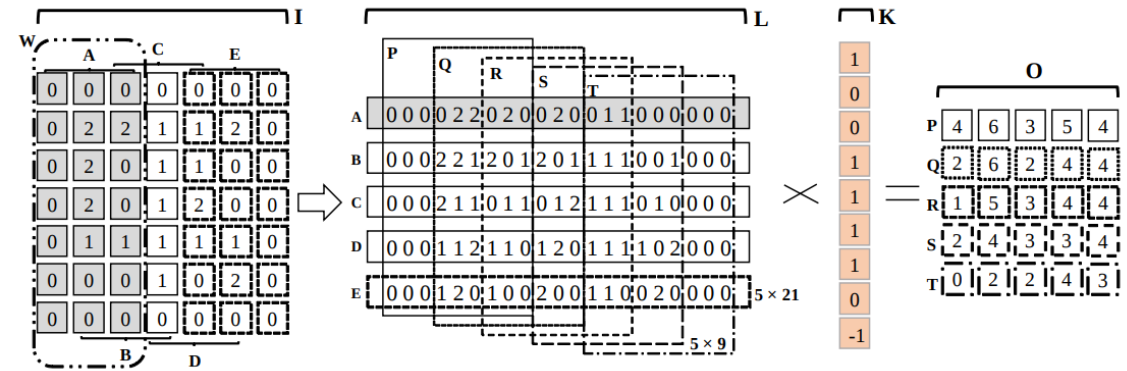 I
W
A
C
E
0 0 0 0 0 0 0
0 2 2 1 1 2 0
0 2 0 1 1 0 0
0 2 0 1 2 0 0
0 1 1 1 1 1 0
0 0 0 1 0 2 0
0 0 0 0 0 0 0
B
D
L
P
Q
R
S
T
A 0 0 0 0 2 2 0 2 0 0 2 0 0 1 1 0 0 0 0 0 0
B 0 0 0 2 2 1 2 0 1 2 0 1 1 1 1 0 0 1 0 0 0
C 0 0 0 2 1 1 0 1 1 0 1 2 1 1 1 0 1 0 0 0 0
D 0 0 0 1 1 2 1 1 0 1 2 0 1 1 1 1 0 2 0 0 0
E 0 0 0 1 2 0 1 0 0 2 0 0 1 1 0 0 2 0 0 0 0
5 × 21
5 × 9
×
K
1
0
0
1
1
1
1
0
-1
=
O
P 4 6 3 5 4
Q 2 6 2 4 4
R 1 5 3 4 4
S 2 4 3 3 4
T 0 2 2 4 3